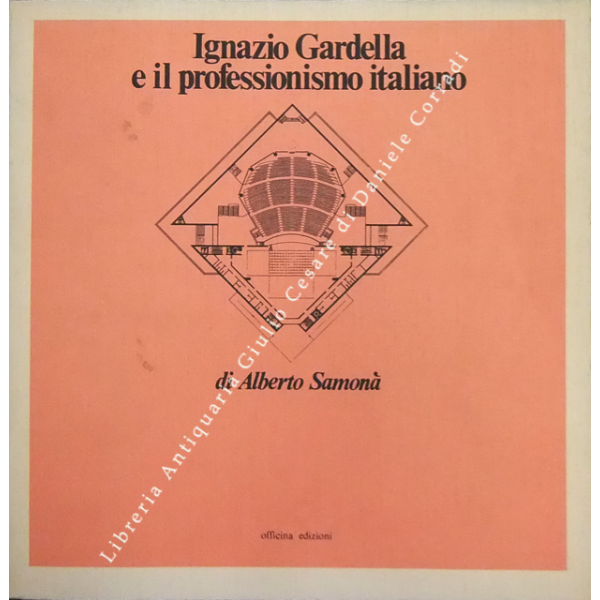 Ignazio Gardella
e il professionismo italiano
di Alberto Samonà
officina edizioni
Libreria Antiquaria Giulio Cesare di Daniele Corradi